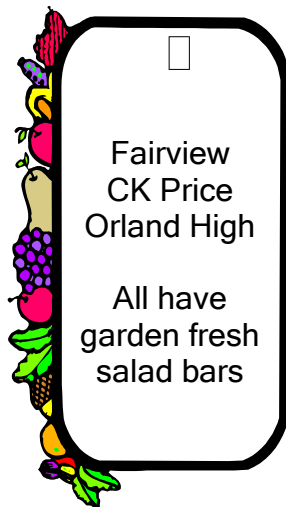 Fairview
CK Price
Orland High
All have
garden fresh
salad bars